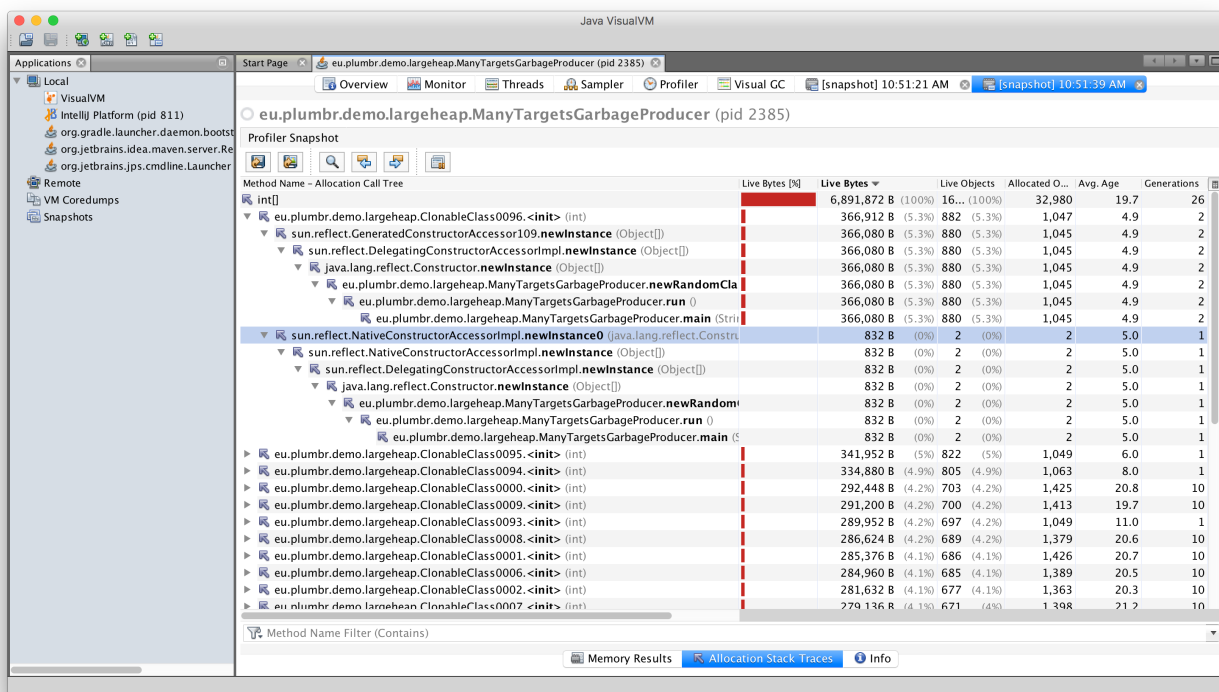 Java VisualVM
Applications
Start Page
eu.plumbr.demo.largeheap.ManyTargetsGarbageProducer (pid 2385)
Local
VisualVM
IntelliJ Platform (pid 811)
org.gradle.launcher.daemon.bootst
org.jetbrains.idea.maven.server.Re
org.jetbrains.jps.cmdline.Launcher
Remote
VM Coredumps
Snapshots
Overview Monitor Threads Sampler Profiler Visual GC [snapshot] 10:51:21 AM [snapshot] 10:51:39 AM
eu.plumbr.demo.largeheap.ManyTargetsGarbageProducer (pid 2385)
Profiler Snapshot
Method Name – Allocation Call Tree Live Bytes [%] Live Bytes Live Objects Allocated O... Avg. Age Generations
int[] 6,891,872 B (100%) 16... (100%) 32,980 19.7 26
eu.plumbr.demo.largeheap.ClonableClass0096.<init> (int) 366,912 B (5.3%) 882 (5.3%) 1,047 4.9 2
sun.reflect.GeneratedConstructorAccessor109.newInstance (Object[]) 366,080 B (5.3%) 880 (5.3%) 1,045 4.9 2
sun.reflect.DelegatingConstructorAccessorImpl.newInstance (Object[]) 366,080 B (5.3%) 880 (5.3%) 1,045 4.9 2
java.lang.reflect.Constructor.newInstance (Object[]) 366,080 B (5.3%) 880 (5.3%) 1,045 4.9 2
eu.plumbr.demo.largeheap.ManyTargetsGarbageProducer.newRandomCla 366,080 B (5.3%) 880 (5.3%) 1,045 4.9 2
eu.plumbr.demo.largeheap.ManyTargetsGarbageProducer.run () 366,080 B (5.3%) 880 (5.3%) 1,045 4.9 2
eu.plumbr.demo.largeheap.ManyTargetsGarbageProducer.main (Strin 366,080 B (5.3%) 880 (5.3%) 1,045 4.9 2
sun.reflect.NativeConstructorAccessorImpl.newInstance0 (java.lang.reflect.Constru 832 B (0%) 2 (0%) 2 5.0 1
sun.reflect.NativeConstructorAccessorImpl.newInstance (Object[]) 832 B (0%) 2 (0%) 2 5.0 1
sun.reflect.DelegatingConstructorAccessorImpl.newInstance (Object[]) 832 B (0%) 2 (0%) 2 5.0 1
java.lang.reflect.Constructor.newInstance (Object[]) 832 B (0%) 2 (0%) 2 5.0 1
eu.plumbr.demo.largeheap.ManyTargetsGarbageProducer.newRandom 832 B (0%) 2 (0%) 2 5.0 1
eu.plumbr.demo.largeheap.ManyTargetsGarbageProducer.run () 832 B (0%) 2 (0%) 2 5.0 1
eu.plumbr.demo.largeheap.ManyTargetsGarbageProducer.main (S 832 B (0%) 2 (0%) 2 5.0 1
eu.plumbr.demo.largeheap.ClonableClass0095.<init> (int) 341,952 B (5%) 822 (5%) 1,049 6.0 1
eu.plumbr.demo.largeheap.ClonableClass0094.<init> (int) 334,880 B (4.9%) 805 (4.9%) 1,063 8.0 1
eu.plumbr.demo.largeheap.ClonableClass0000.<init> (int) 292,448 B (4.2%) 703 (4.2%) 1,425 20.8 10
eu.plumbr.demo.largeheap.ClonableClass0009.<init> (int) 291,200 B (4.2%) 700 (4.2%) 1,413 19.7 10
eu.plumbr.demo.largeheap.ClonableClass0093.<init> (int) 289,952 B (4.2%) 697 (4.2%) 1,049 11.0 1
eu.plumbr.demo.largeheap.ClonableClass0008.<init> (int) 286,624 B (4.2%) 689 (4.2%) 1,379 20.6 10
eu.plumbr.demo.largeheap.ClonableClass0001.<init> (int) 285,376 B (4.1%) 686 (4.1%) 1,426 20.7 10
eu.plumbr.demo.largeheap.ClonableClass0006.<init> (int) 284,960 B (4.1%) 685 (4.1%) 1,389 20.5 10
eu.plumbr.demo.largeheap.ClonableClass0002.<init> (int) 281,632 B (4.1%) 677 (4.1%) 1,363 20.3 10
eu.plumbr.demo.largeheap.ClonableClass0007.<init> (int) 279,136 B (4.1%) 671 (4%) 1,398 21.2 10
Method Name Filter (Contains)
Memory Results Allocation Stack Traces Info